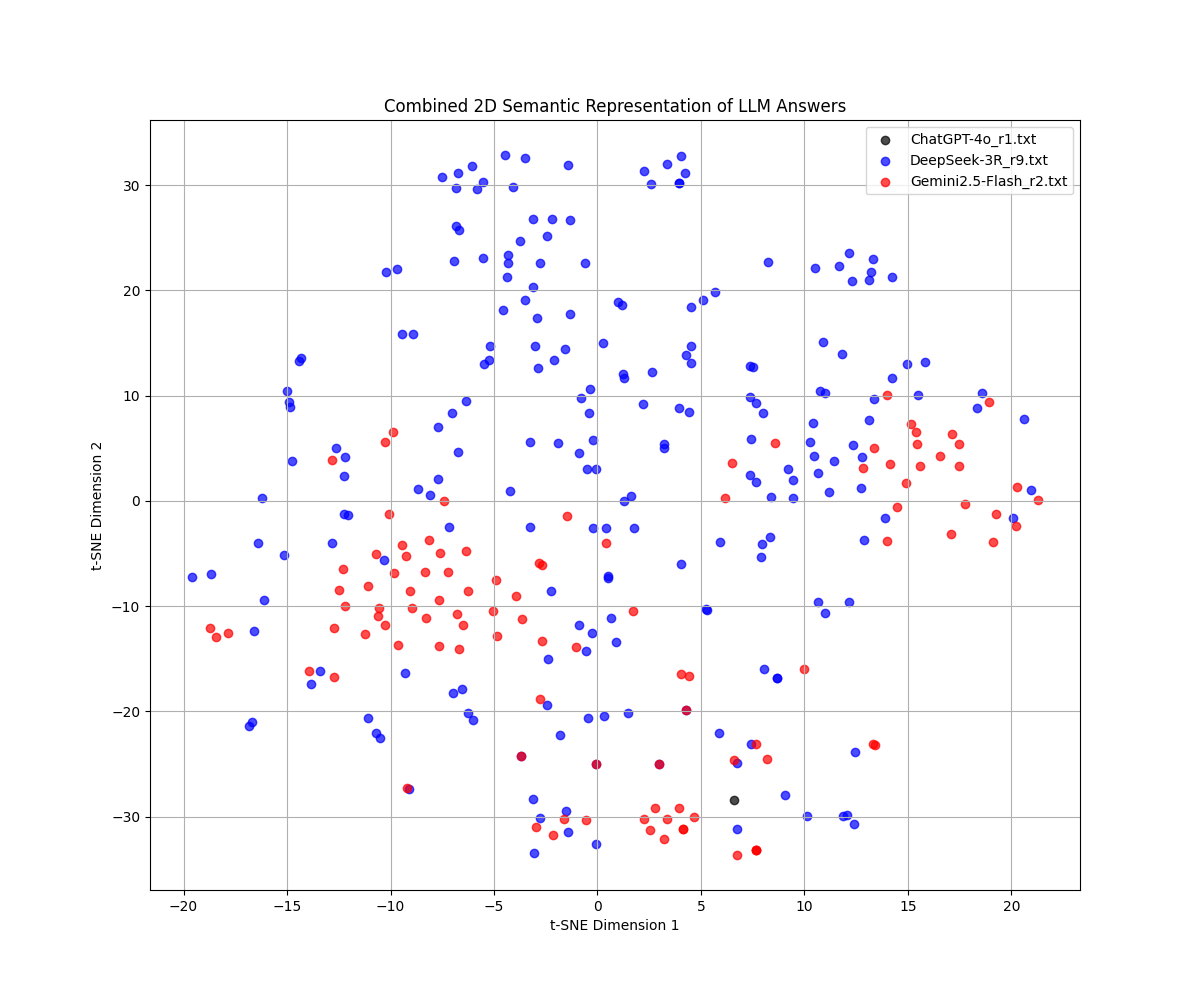 Combined 2D Semantic Representation of LLM Answers
ChatGPT-4o_r1.txt
DeepSeek-3R_r9.txt
Gemini2.5-Flash_r2.txt
30
20
10
0
−10
−20
−30
t-SNE Dimension 2
−20 −15 −10 −5 0 5 10 15 20
t-SNE Dimension 1